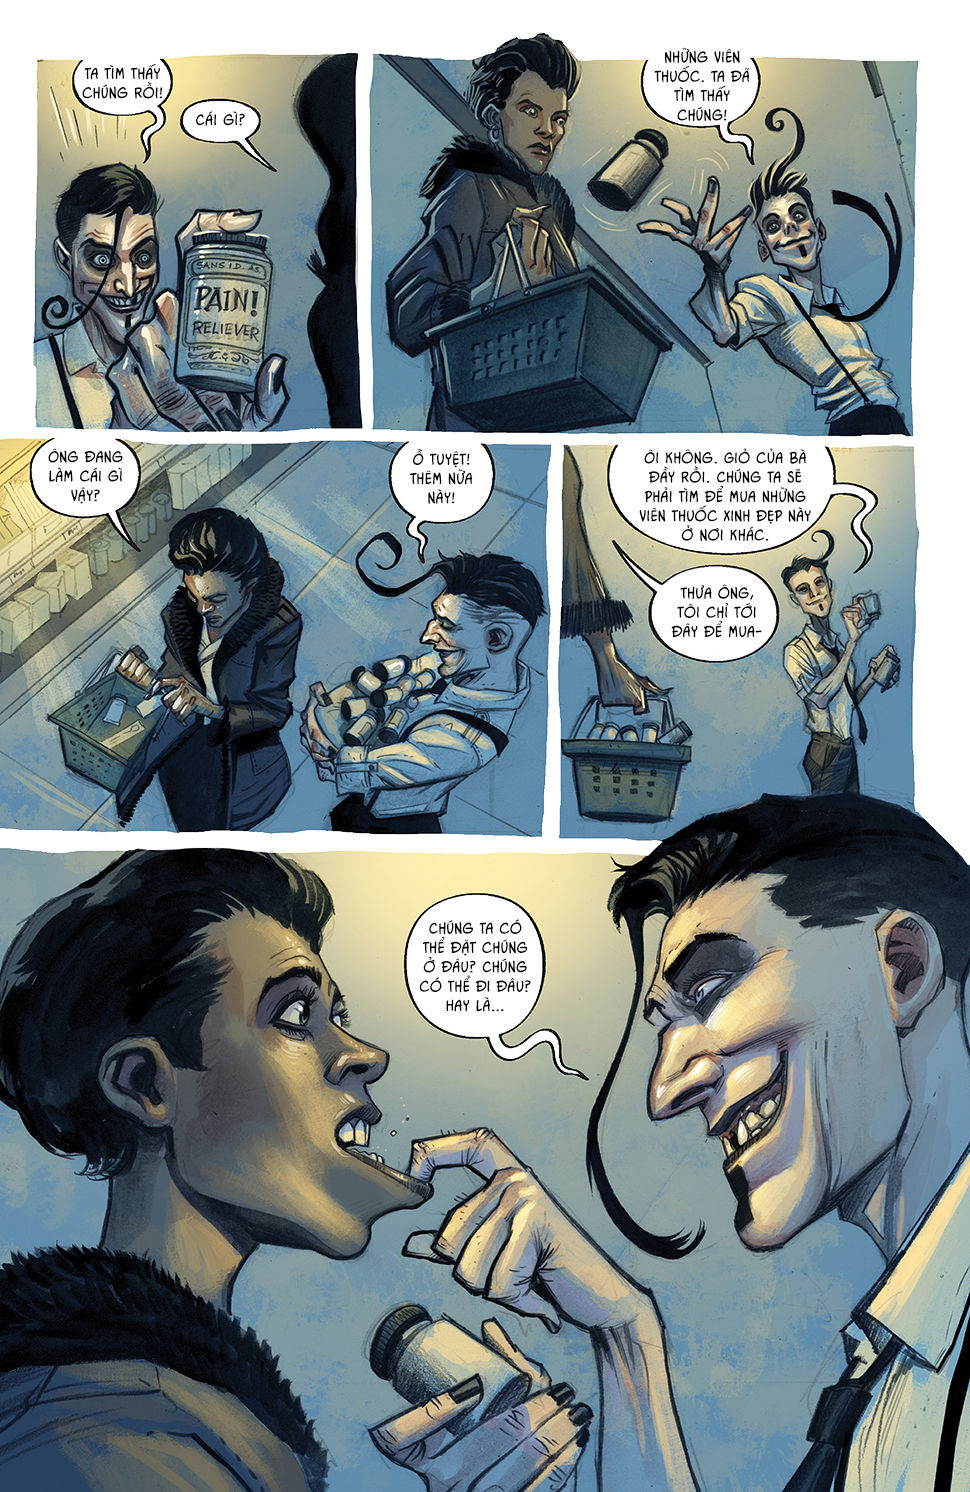 TA TÌM THẤY
CHÚNG RỒI!
CÁI GÌ?
SANS I.D. AS.
PAIN!
RELIEVER
NHỮNG VIÊN
THUỐC. TA ĐÃ
TÌM THẤY
CHÚNG!
ÔNG ĐANG
LÀM CÁI GÌ
VẬY?
Ồ TUYỆT!
THÊM NỮA
NÀY!
ÔI KHÔNG. GIỎ CỦA BÀ
ĐẦY RỒI. CHÚNG TA SẼ
PHẢI TÌM ĐỂ MUA NHỮNG
VIÊN THUỐC XINH ĐẸP NÀY
Ở NƠI KHÁC.
THƯA ÔNG,
TÔI CHỈ TỚI
ĐÂY ĐỂ MUA-
CHÚNG TA CÓ
THỂ ĐẶT CHÚNG
Ở ĐÂU? CHÚNG
CÓ THỂ ĐI ĐÂU?
HAY LÀ...